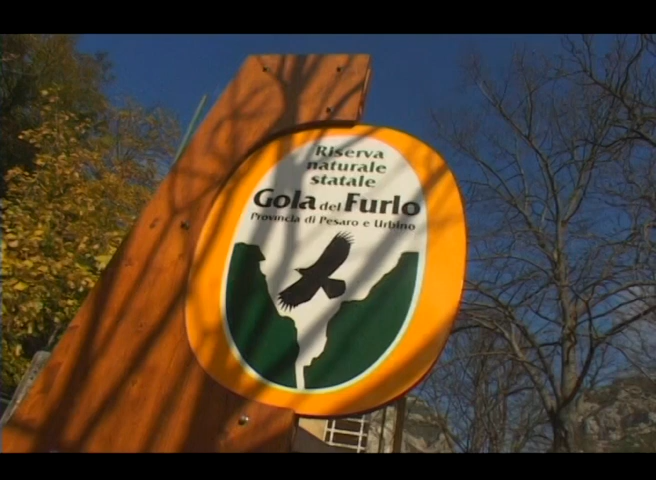 Riserva
naturale
statale
Gola del Furlo
Provincia di Pesaro e Urbino